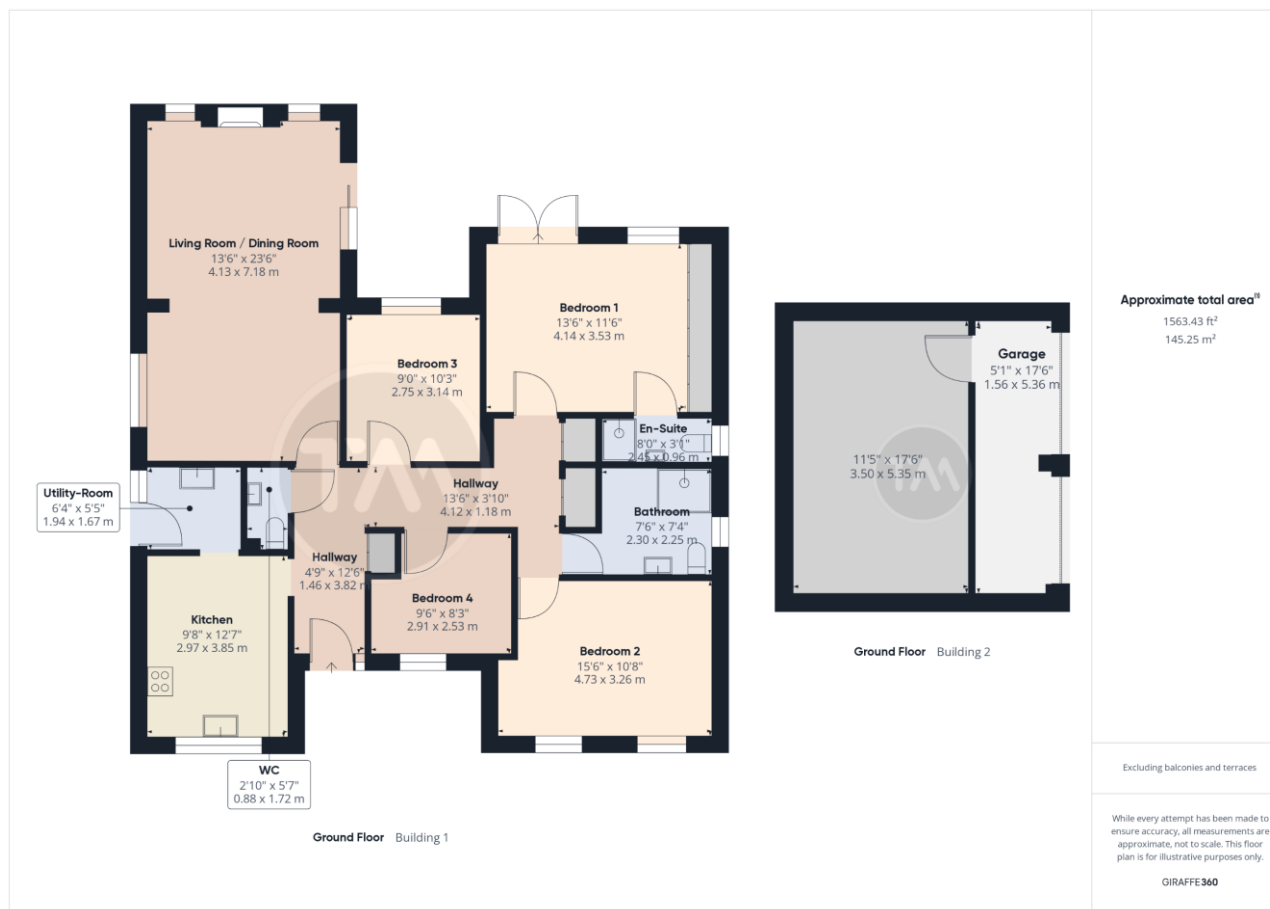 Living Room / Dining Room
13'6" x 23'6"
4.13 x 7.18 m
Bedroom 1
13'6" x 11'6"
4.14 x 3.53 m
Bedroom 3
9'0" x 10'3"
2.75 x 3.14 m
En-Suite
8'0" x 3'1"
2.45 x 0.96 m
Utility-Room
6'4" x 5'5"
1.94 x 1.67 m
Hallway
13'6" x 3'10"
4.12 x 1.18 m
Bathroom
7'6" x 7'4"
2.30 x 2.25 m
Hallway
4'9" x 12'6"
1.46 x 3.82 m
Bedroom 4
9'6" x 8'3"
2.91 x 2.53 m
Kitchen
9'8" x 12'7"
2.97 x 3.85 m
Bedroom 2
15'6" x 10'8"
4.73 x 3.26 m
WC
2'10" x 5'7"
0.88 x 1.72 m
TM
Ground Floor Building 1
Garage
5'1" x 17'6"
1.56 x 5.36 m
11'5" x 17'6"
3.50 x 5.35 m
TM
Ground Floor Building 2
Approximate total area⁽¹⁾
1563.43 ft²
145.25 m²
Excluding balconies and terraces
While every attempt has been made to
ensure accuracy, all measurements are
approximate, not to scale. This floor
plan is for illustrative purposes only.
GIRAFFE360